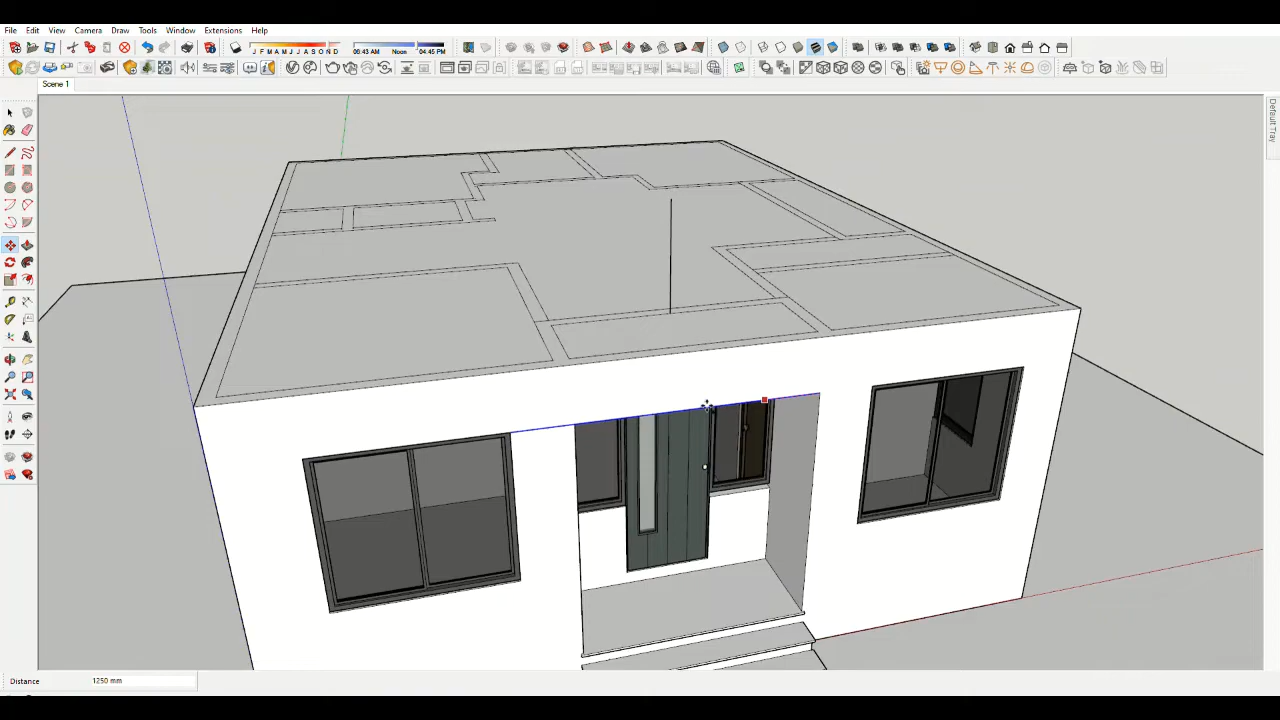 File Edit View Camera Draw Tools Window Help Extensions
J F M A M J J A S O N D 06:43 AM Noon 04:45 PM
Scene 1
Default Tray
Distance 1250 mm